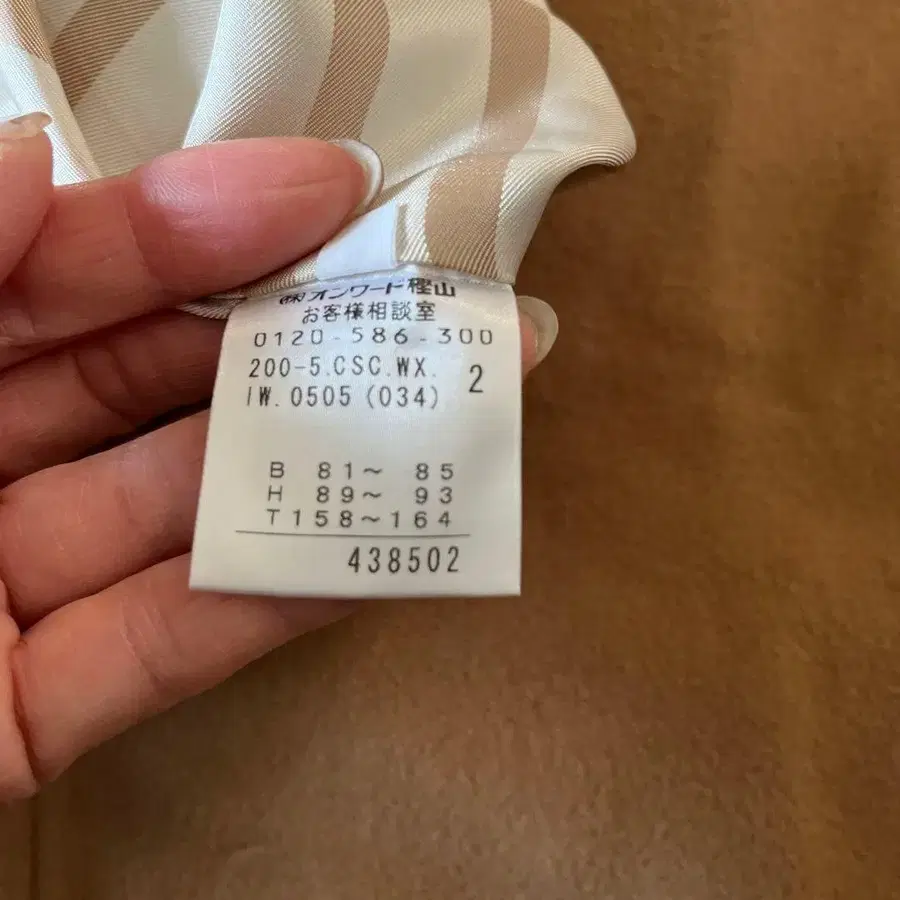 ㈱オンワード樫山
お客様相談室
0120-586-300
200-5.CSC.WX. 2
IW.0505(034)
B 81~ 85
H 89~ 93
T158~164
438502